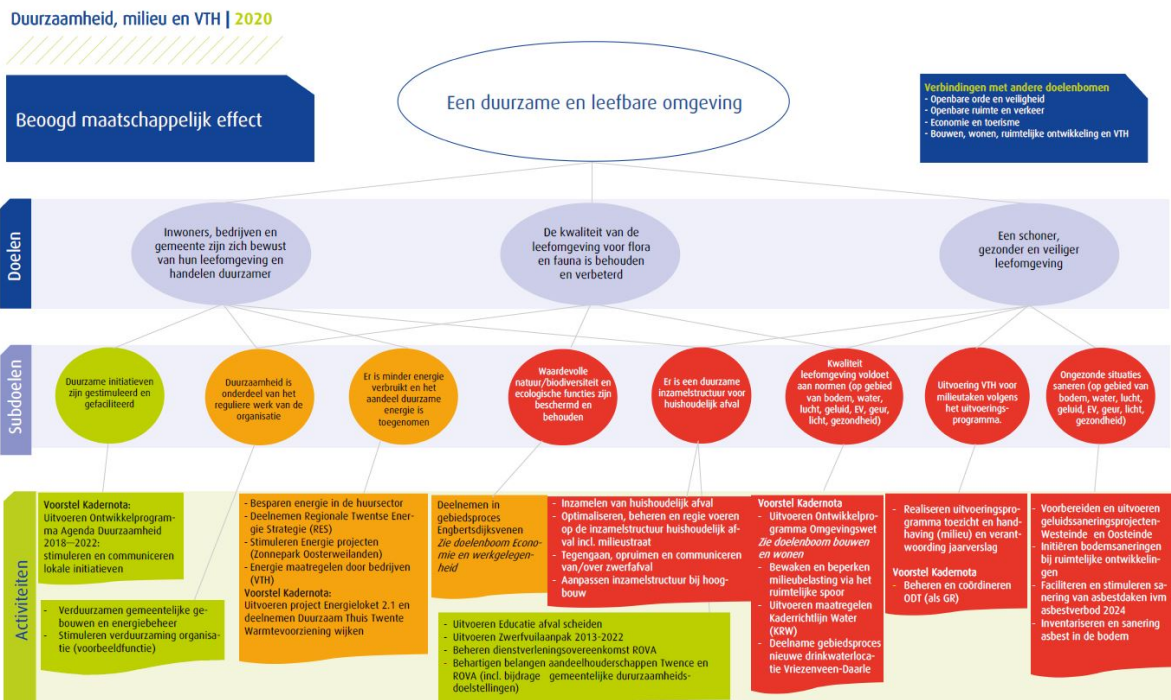 Duurzaamheid, milieu en VTH | 2020
Beoogd maatschappelijk effect
Een duurzame en leefbare omgeving
Verbindingen met andere doelenbomen
- Openbare orde en veiligheid
- Openbare ruimte en verkeer
- Economie en toerisme
- Bouwen, wonen, ruimtelijke ontwikkeling en VTH
Doelen
Inwoners, bedrijven en
gemeente zijn zich bewust
van hun leefomgeving en
handelen duurzamer
De kwaliteit van de
leefomgeving voor flora
en fauna is behouden
en verbeterd
Een schoner,
gezonder en veiliger
leefomgeving
Subdoelen
Duurzame initiatieven
zijn gestimuleerd en
gefaciliteerd
Duurzaamheid is
onderdeel van het
reguliere werk van de
organisatie
Er is minder energie
verbruikt en het
aandeel duurzame
energie is
toegenomen
Waardevolle
natuur/biodiversiteit en
ecologische functies zijn
beschermd en
behouden
Er is een duurzame
inzamelstructuur voor
huishoudelijk afval
Kwaliteit
leefomgeving voldoet
aan normen (op gebied
van bodem, water,
lucht, geluid, EV, geur,
licht, gezondheid)
Uitvoering VTH voor
milieutaken volgens
het uitvoerings-
programma.
Ongezonde situaties
saneren (op gebied van
bodem, water, lucht,
geluid, EV, geur, licht,
gezondheid)
Activiteiten
Voorstel Kadernota:
Uitvoeren Ontwikkelprogram-
ma Agenda Duurzaamheid
2018–2022:
stimuleren en communiceren
lokale initiatieven
- Verduurzamen gemeentelijke ge-
bouwen en energiebeheer
- Stimuleren verduurzaming organisa-
tie (voorbeeldfunctie)
- Besparen energie in de huursector
- Deelnemen Regionale Twentse Ener-
gie Strategie (RES)
- Stimuleren Energie projecten
(Zonnepark Oosterweilanden)
- Energie maatregelen door bedrijven
(VTH)
Voorstel Kadernota:
Uitvoeren project Energieloket 2.1 en
deelnemen Duurzaam Thuis Twente
Warmtevoorziening wijken
Deelnemen in
gebiedsproces
Engbertsdijksvenen
Zie doelenboom Econo-
mie en werkgelegen-
heid
- Inzamelen van huishoudelijk afval
- Optimaliseren, beheren en regie voeren
op de inzamelstructuur huishoudelijk af-
val incl. milieustraat
- Tegengaan, opruimen en communiceren
van/over zwerfafval
- Aanpassen inzamelstructuur bij hoog-
bouw
- Uitvoeren Educatie afval scheiden
- Uitvoeren Zwerfvuilaanpak 2013-2022
- Beheren dienstverleningsovereenkomst ROVA
- Behartigen belangen aandeelhouderschappen Twence en
ROVA (incl. bijdrage gemeentelijke dururzaamheids-
doelstellingen)
Voorstel Kadernota
- Uitvoeren Ontwikkelpro-
gramma Omgevingswet
Zie doelenboom bouwen
en wonen
- Bewaken en beperken
milieubelasting via het
ruimtelijke spoor
- Uitvoeren maatregelen
Kaderrichtlijn Water
(KRW)
- Deelname gebiedsproces
nieuwe drinkwaterloca-
tie Vriezenveen-Daarle
- Realiseren uitvoeringspro-
gramma toezicht en hand-
having (milieu) en verant-
woording jaarverslag
Voorstel Kadernota
- Beheren en coördineren
ODT (als GR)
- Voorbereiden en uitvoeren
geluidssaneringsprojecten-
Westeinde en Oosteinde
- Initiëren bodemsaneringen
bij ruimtelijke ontwikkelin-
gen
- Faciliteren en stimuleren sa-
nering van asbestdaken ivm
asbestverbod 2024
- Inventariseren en sanering
asbest in de bodem